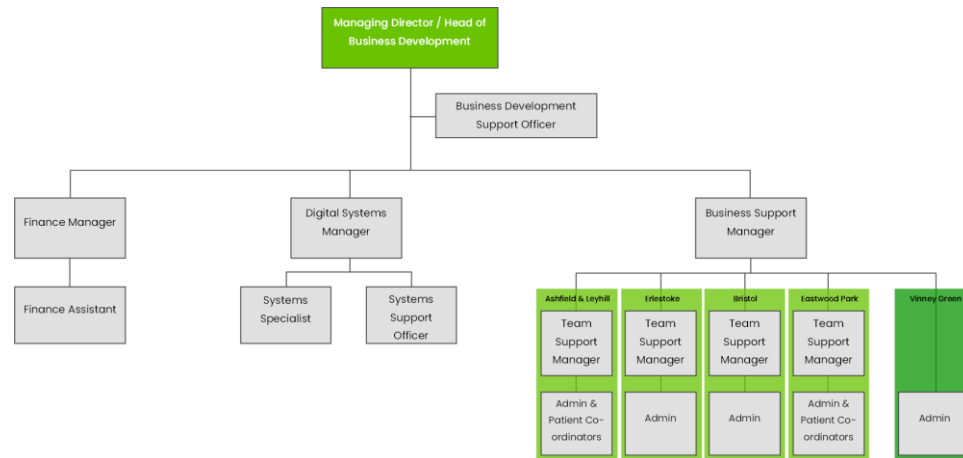 Managing Director / Head of
Business Development
Business Development
Support Officer
Finance Manager
Digital Systems
Manager
Business Support
Manager
Finance Assistant
Systems
Specialist
Systems
Support
Officer
Ashfield & Leyhill
Erlestoke
Bristol
Eastwood Park
Vinney Green
Team
Support
Manager
Team
Support
Manager
Team
Support
Manager
Team
Support
Manager
Admin &
Patient Co-
ordinators
Admin
Admin
Admin &
Patient Co-
ordinators
Admin